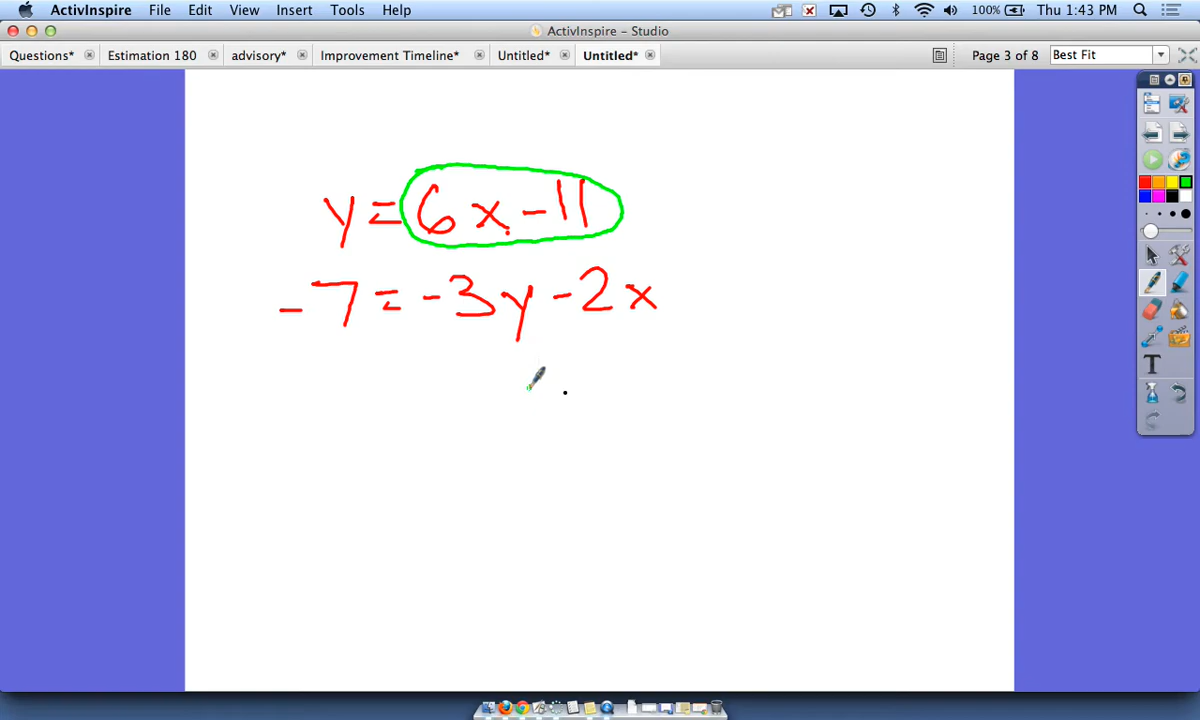 ActivInspire File Edit View Insert Tools Help 100% Thu 1:43 PM
ActivInspire – Studio
Questions* Estimation 180 advisory* Improvement Timeline* Untitled* Untitled* Page 3 of 8 Best Fit
y = 6x - 11
-7 = -3y - 2x
T